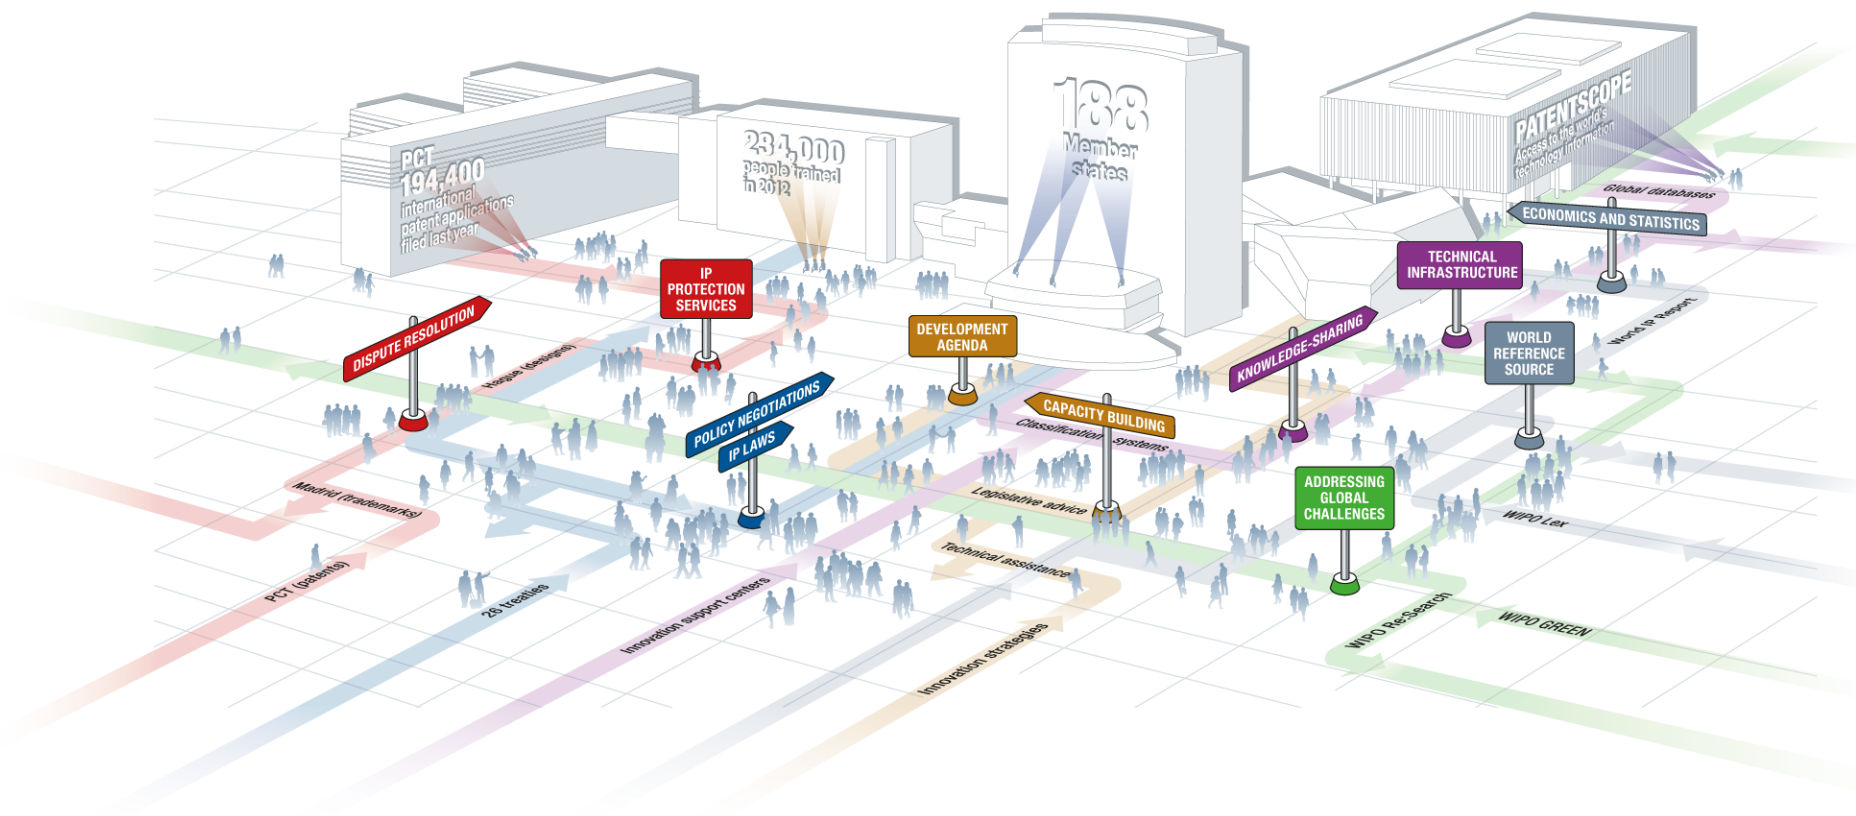 PCT
194,400
international
patent applications
filed last year
234,000
people trained
in 2012
188
Member
states
PATENTSCOPE
Access to the world's
technology information
Global databases
ECONOMICS AND STATISTICS
TECHNICAL
INFRASTRUCTURE
IP
PROTECTION
SERVICES
DISPUTE RESOLUTION
DEVELOPMENT
AGENDA
KNOWLEDGE-SHARING
WORLD
REFERENCE
SOURCE
World IP Report
Hague (designs)
POLICY NEGOTIATIONS
IP LAWS
CAPACITY BUILDING
Classification systems
ADDRESSING
GLOBAL
CHALLENGES
Madrid (trademarks)
Legislative advice
WIPO Lex
Technical assistance
PCT (patents)
26 treaties
Innovation support centers
Innovation strategies
WIPO Re:Search
WIPO GREEN